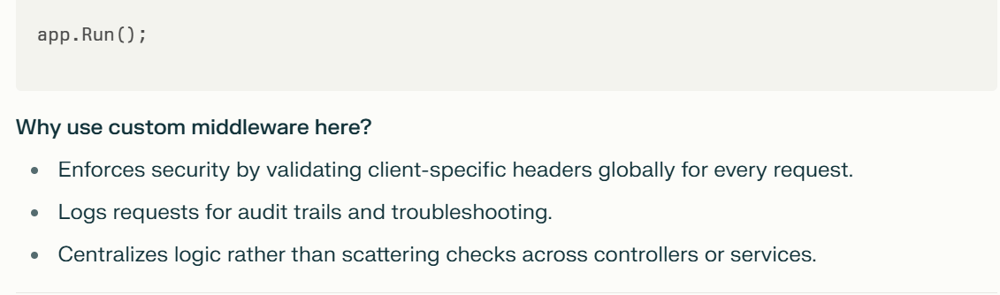 app.Run();
Why use custom middleware here?
• Enforces security by validating client-specific headers globally for every request.
• Logs requests for audit trails and troubleshooting.
• Centralizes logic rather than scattering checks across controllers or services.